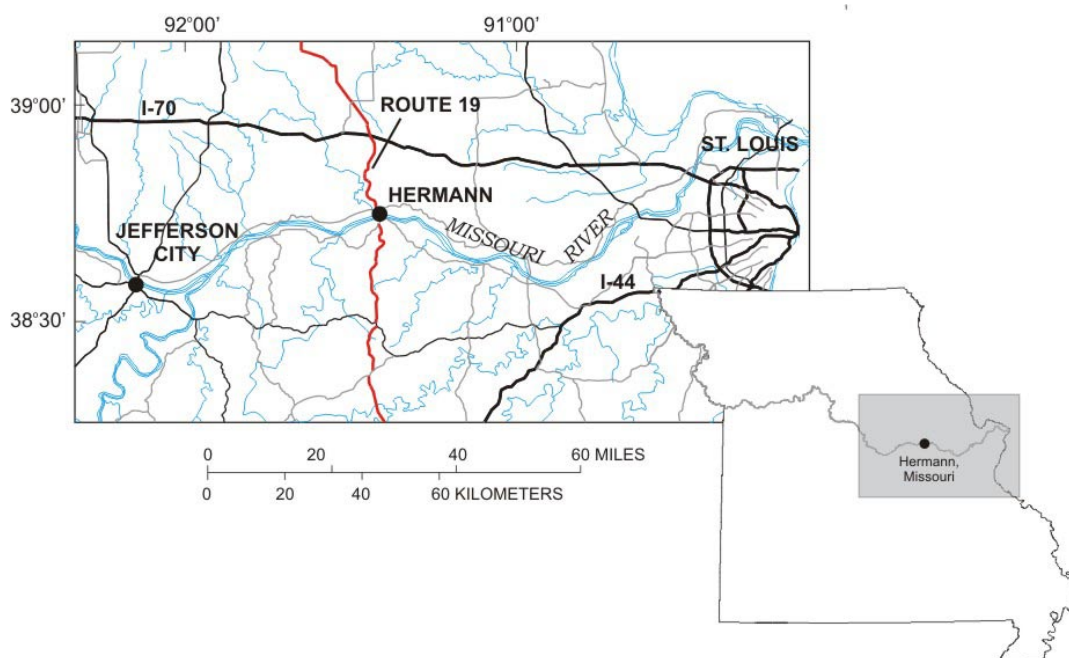 92°00'
91°00'
39°00'
I-70
ROUTE 19
ST. LOUIS
HERMANN
MISSOURI RIVER
JEFFERSON
CITY
I-44
38°30'
0 20 40 60 MILES
0 20 40 60 KILOMETERS
Hermann,
Missouri